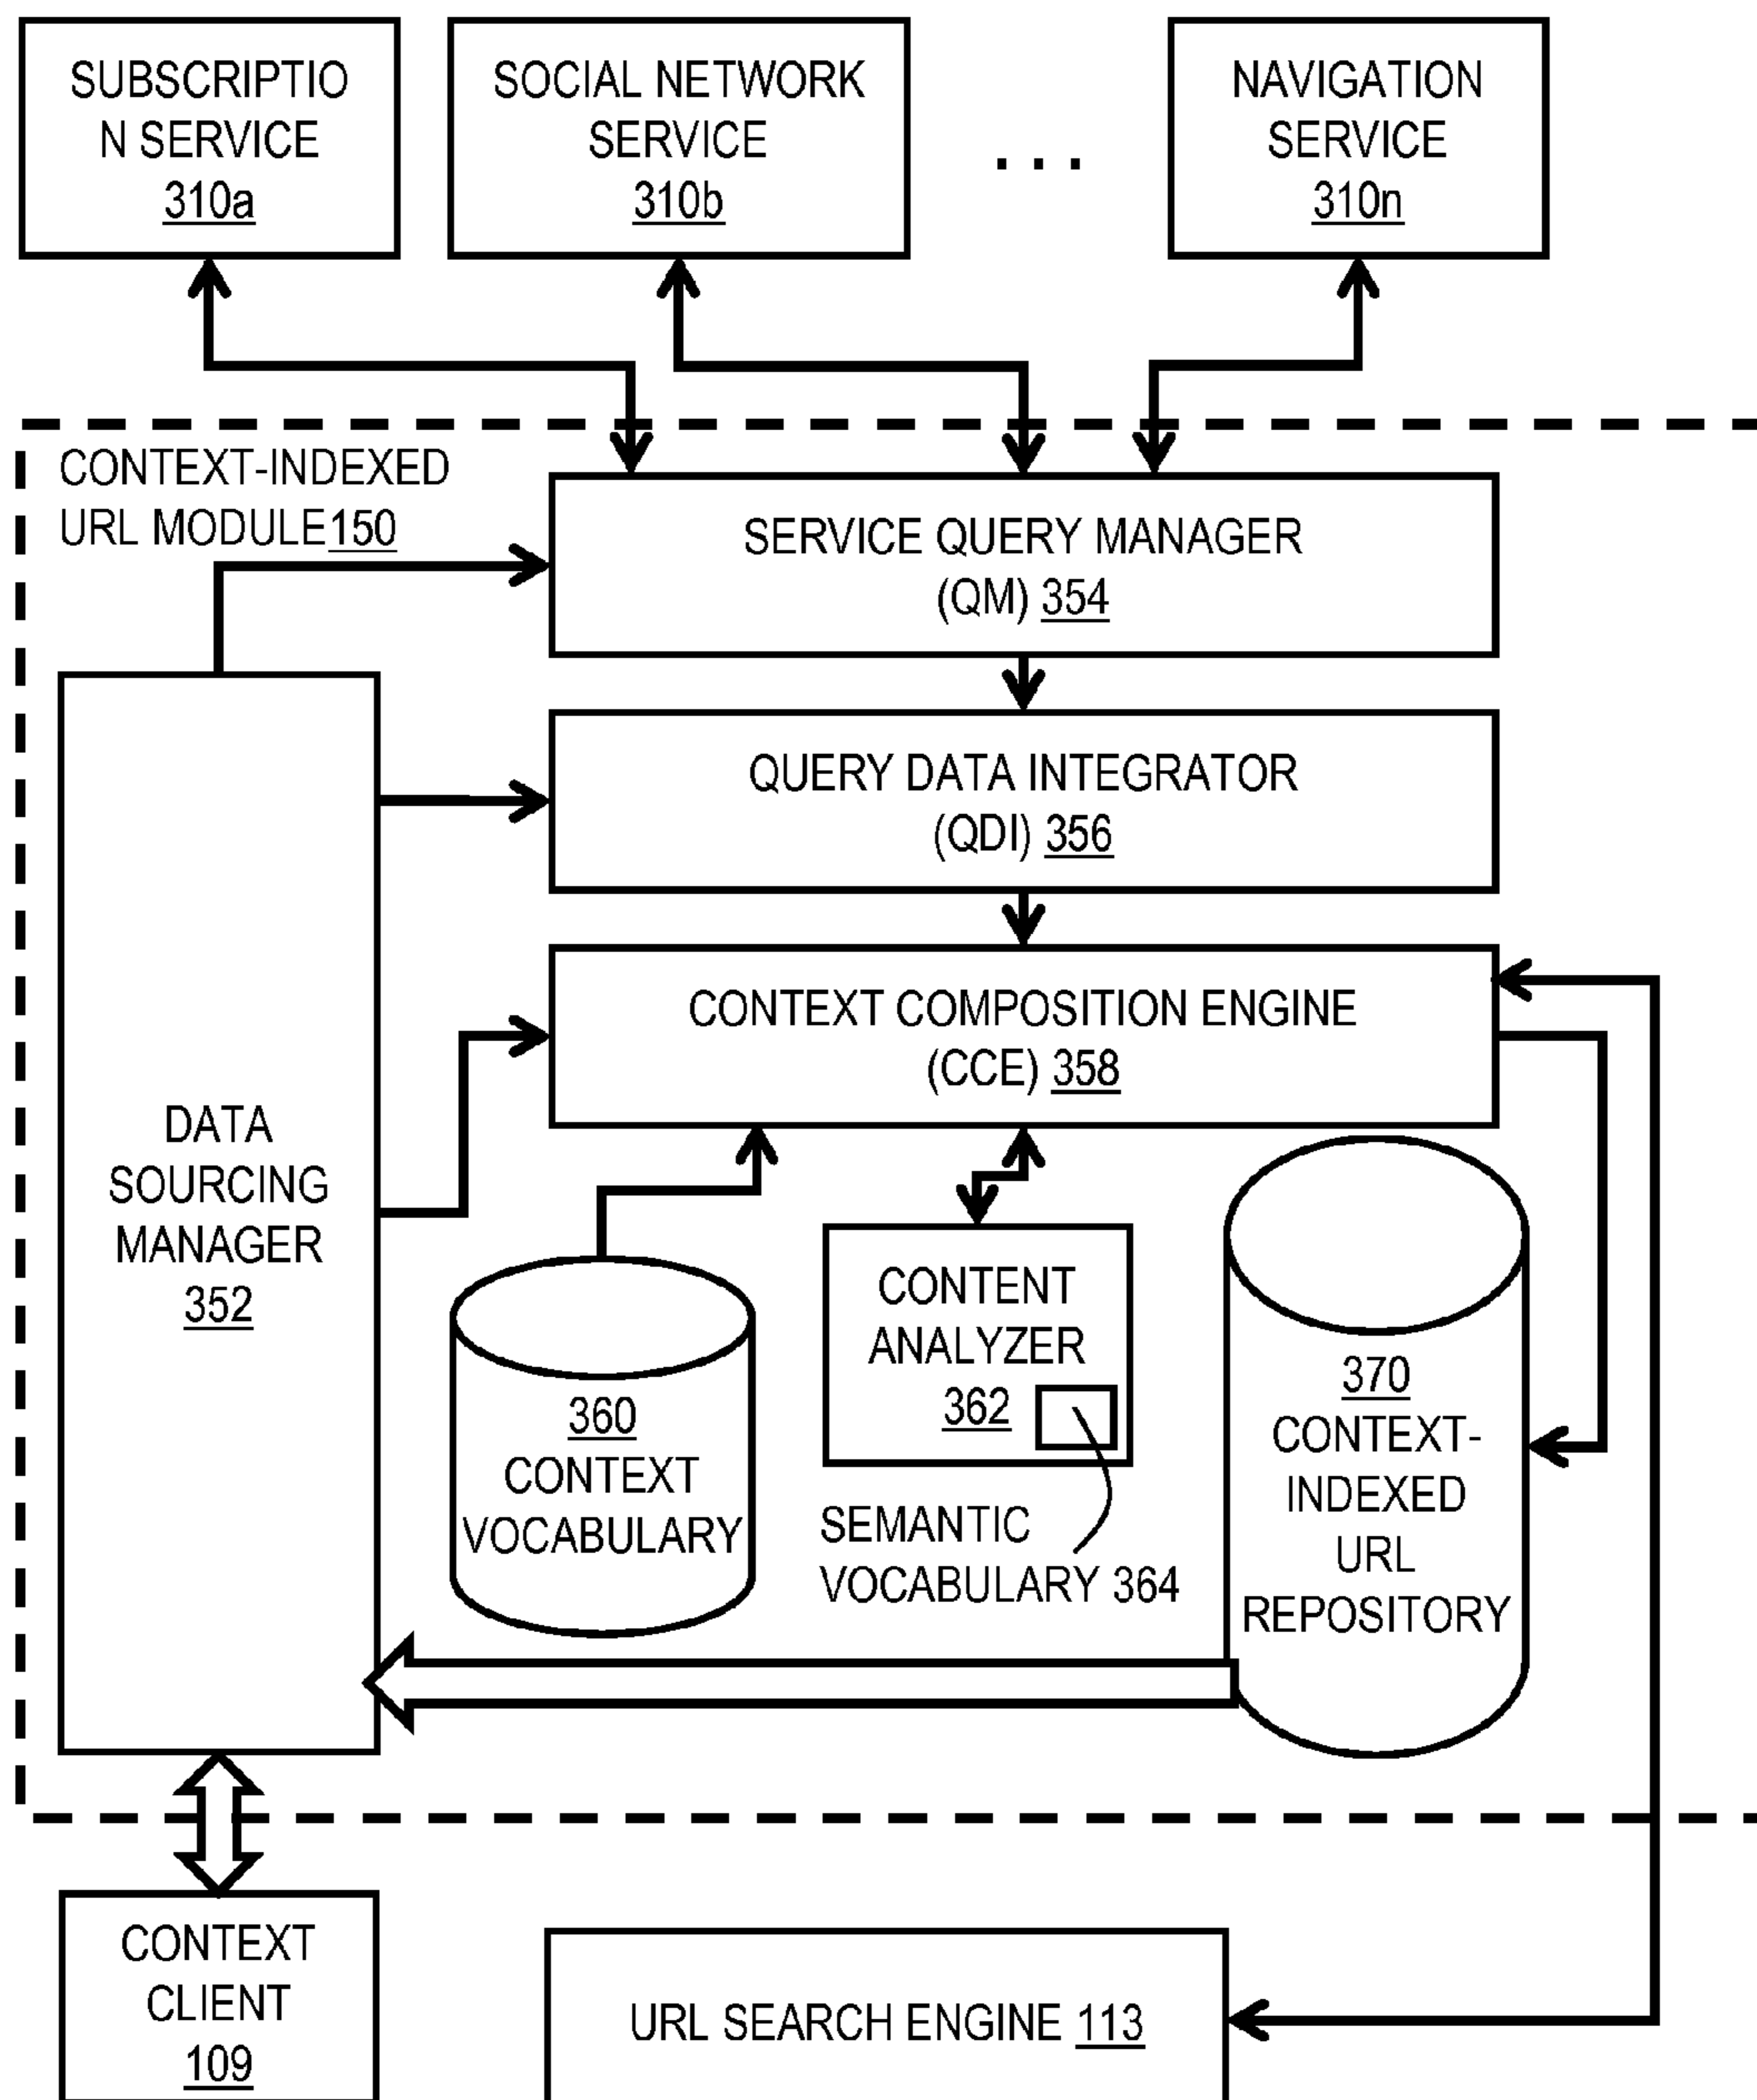 SUBSCRIPTIO
N SERVICE
310a
SOCIAL NETWORK
SERVICE
310b
. . .
NAVIGATION
SERVICE
310n
CONTEXT-INDEXED
URL MODULE150
SERVICE QUERY MANAGER
(QM) 354
QUERY DATA INTEGRATOR
(QDI) 356
CONTEXT COMPOSITION ENGINE
(CCE) 358
DATA
SOURCING
MANAGER
352
360
CONTEXT
VOCABULARY
CONTENT
ANALYZER
362
SEMANTIC
VOCABULARY 364
370
CONTEXT-
INDEXED
URL
REPOSITORY
CONTEXT
CLIENT
109
URL SEARCH ENGINE 113